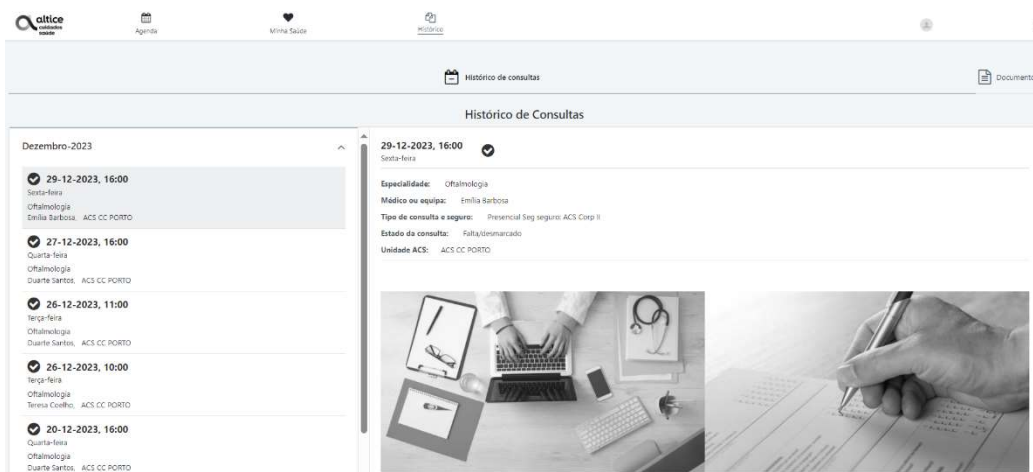 altice
cuidados
saúde
Agenda
Minha Saúde
Histórico
Histórico de consultas
Documento
Histórico de Consultas
Dezembro-2023
29-12-2023, 16:00
Sexta-feira
Oftalmologia
Emília Barbosa, ACS CC PORTO
27-12-2023, 16:00
Quarta-feira
Oftalmologia
Duarte Santos, ACS CC PORTO
26-12-2023, 11:00
Terça-feira
Oftalmologia
Duarte Santos, ACS CC PORTO
26-12-2023, 10:00
Terça-feira
Oftalmologia
Teresa Coelho, ACS CC PORTO
20-12-2023, 16:00
Quarta-feira
Oftalmologia
Duarte Santos, ACS CC PORTO
29-12-2023, 16:00
Sexta-feira
Especialidade: Oftalmologia
Médico ou equipa: Emília Barbosa
Tipo de consulta e seguro: Presencial Seg seguro: ACS Corp II
Estado da consulta: Falta/desmarcado
Unidade ACS: ACS CC PORTO